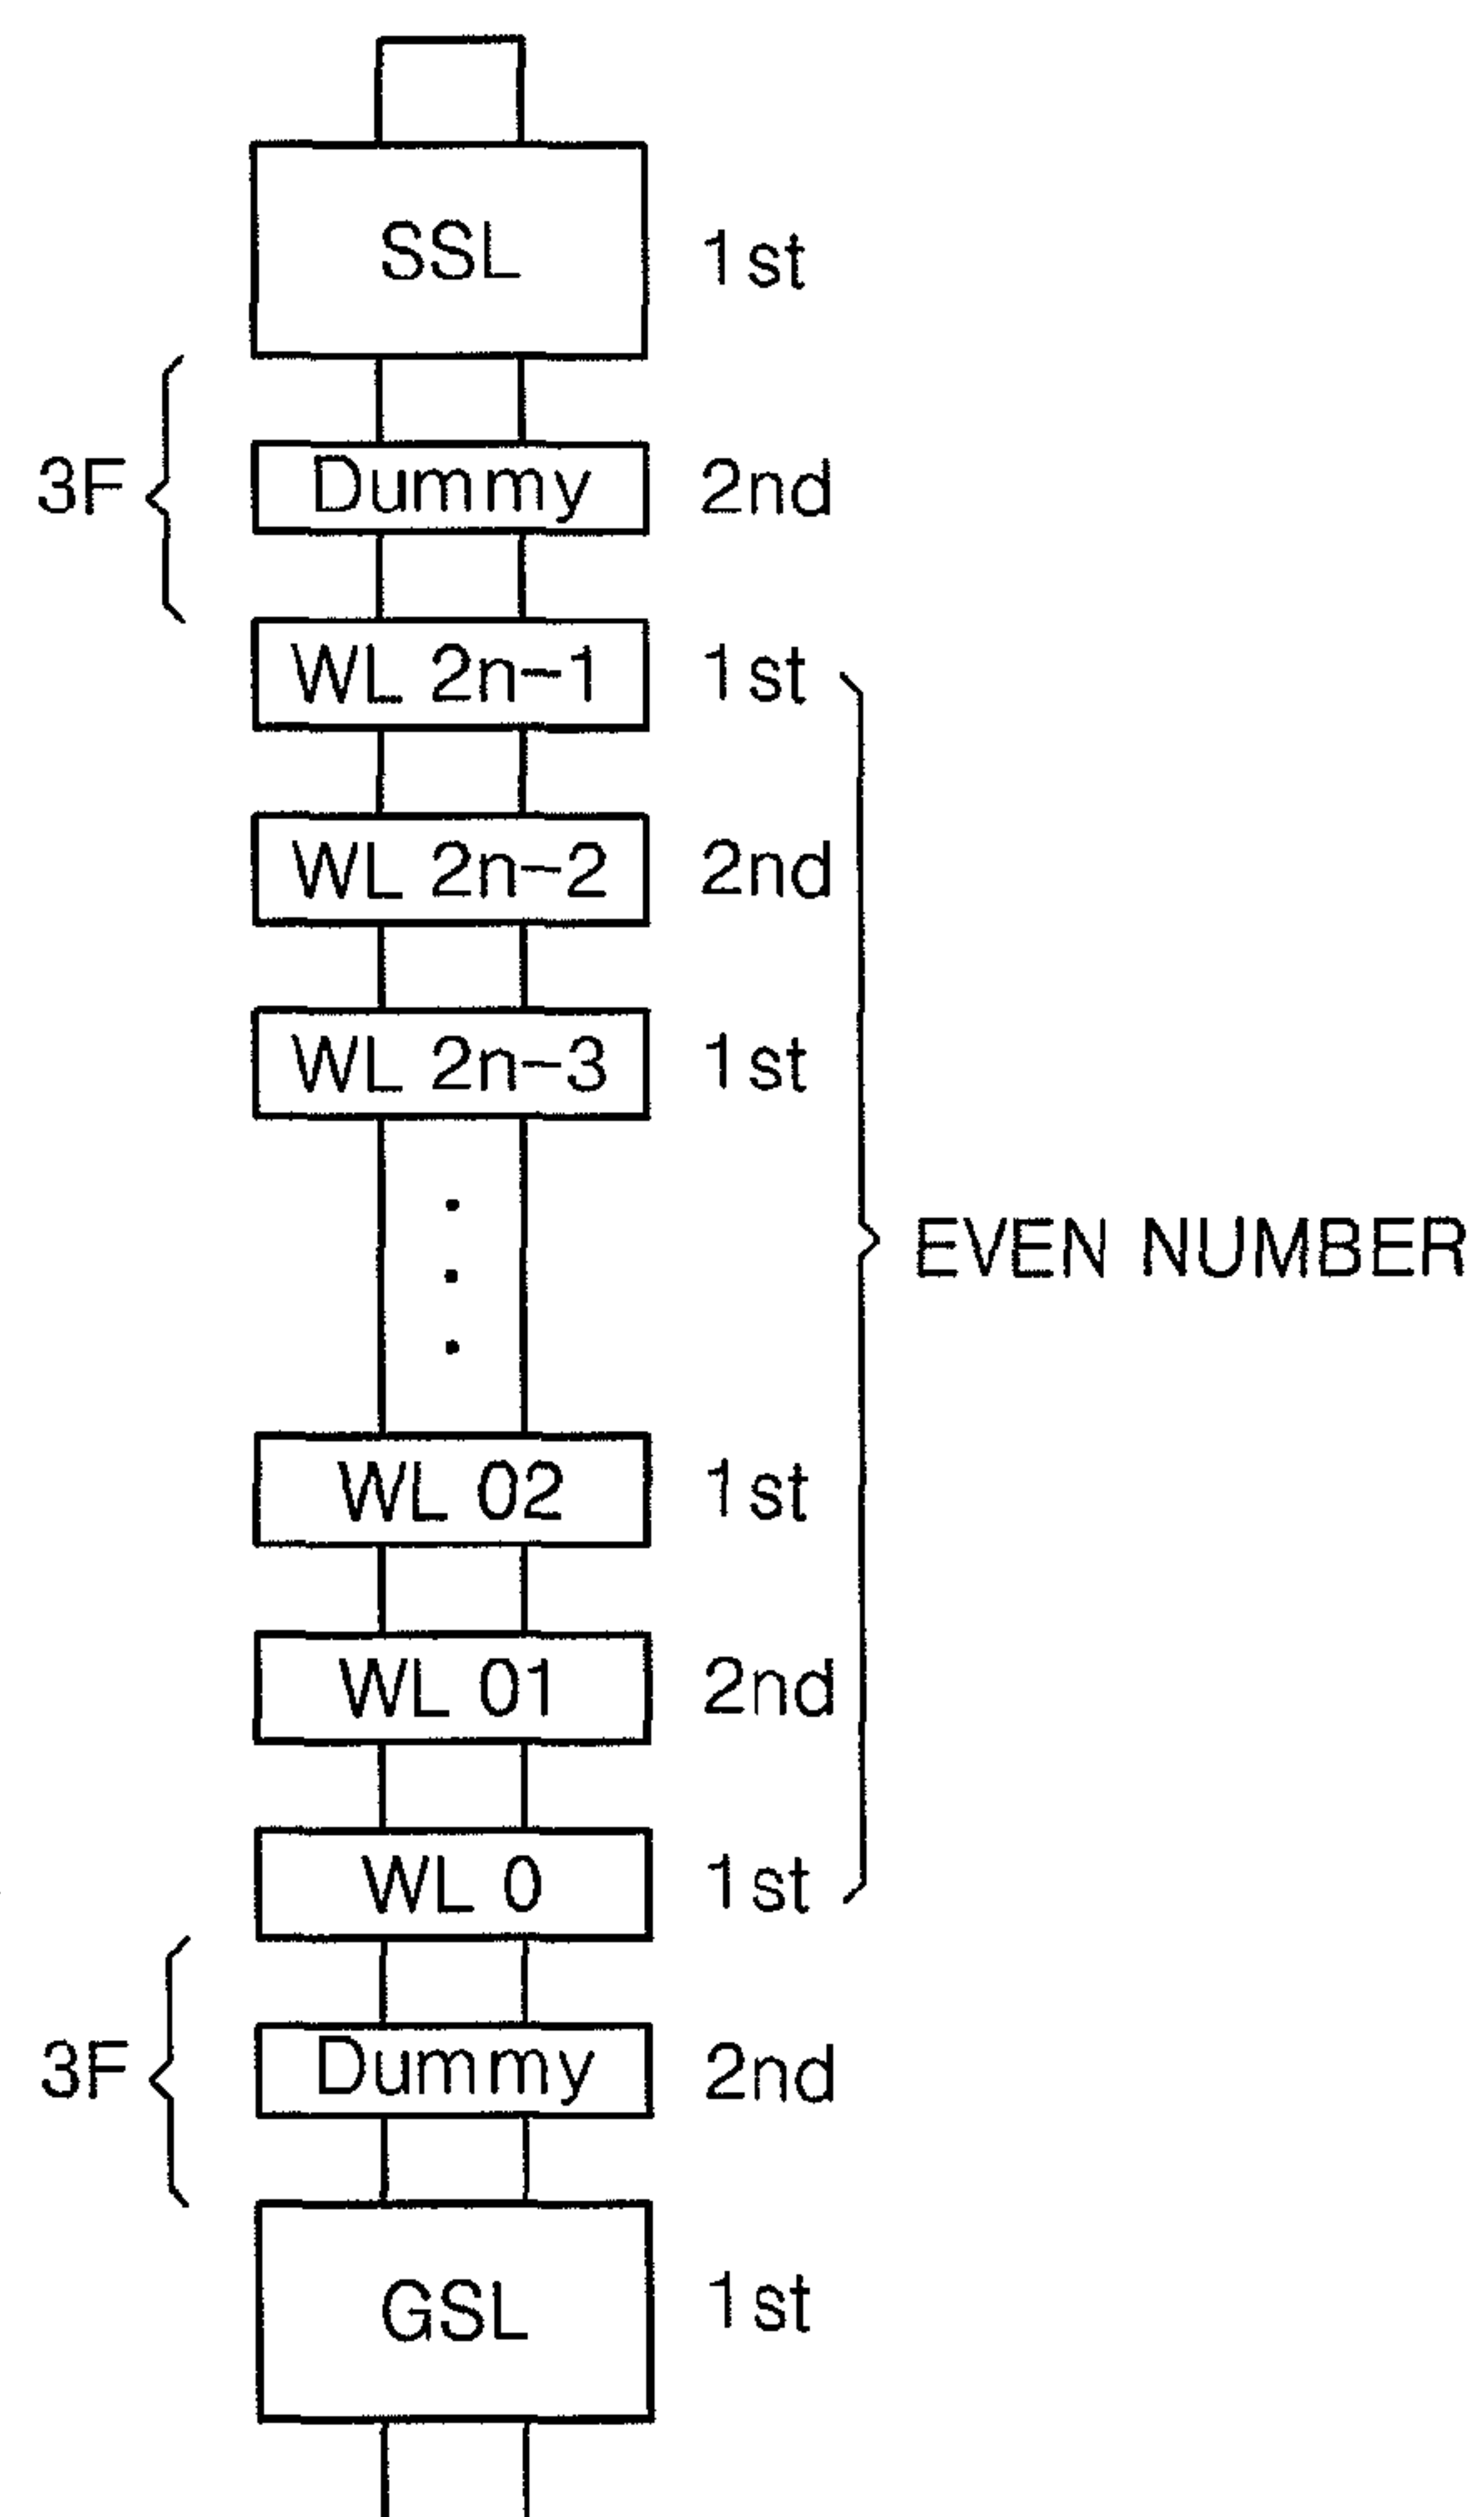 SSL 1st
3F Dummy 2nd
WL 2n-1 1st
WL 2n-2 2nd
WL 2n-3 1st
EVEN NUMBER
WL 02 1st
WL 01 2nd
WL 0 1st
3F Dummy 2nd
GSL 1st